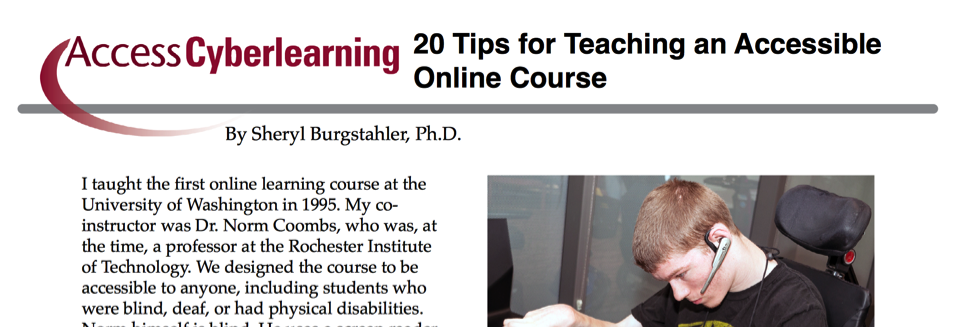 AccessCyberlearning
20 Tips for Teaching an Accessible
Online Course
By Sheryl Burgstahler, Ph.D.
I taught the first online learning course at the
University of Washington in 1995. My co-
instructor was Dr. Norm Coombs, who was, at
the time, a professor at the Rochester Institute
of Technology. We designed the course to be
accessible to anyone, including students who
were blind, deaf, or had physical disabilities.
Norm himself is blind. He uses a screen reader